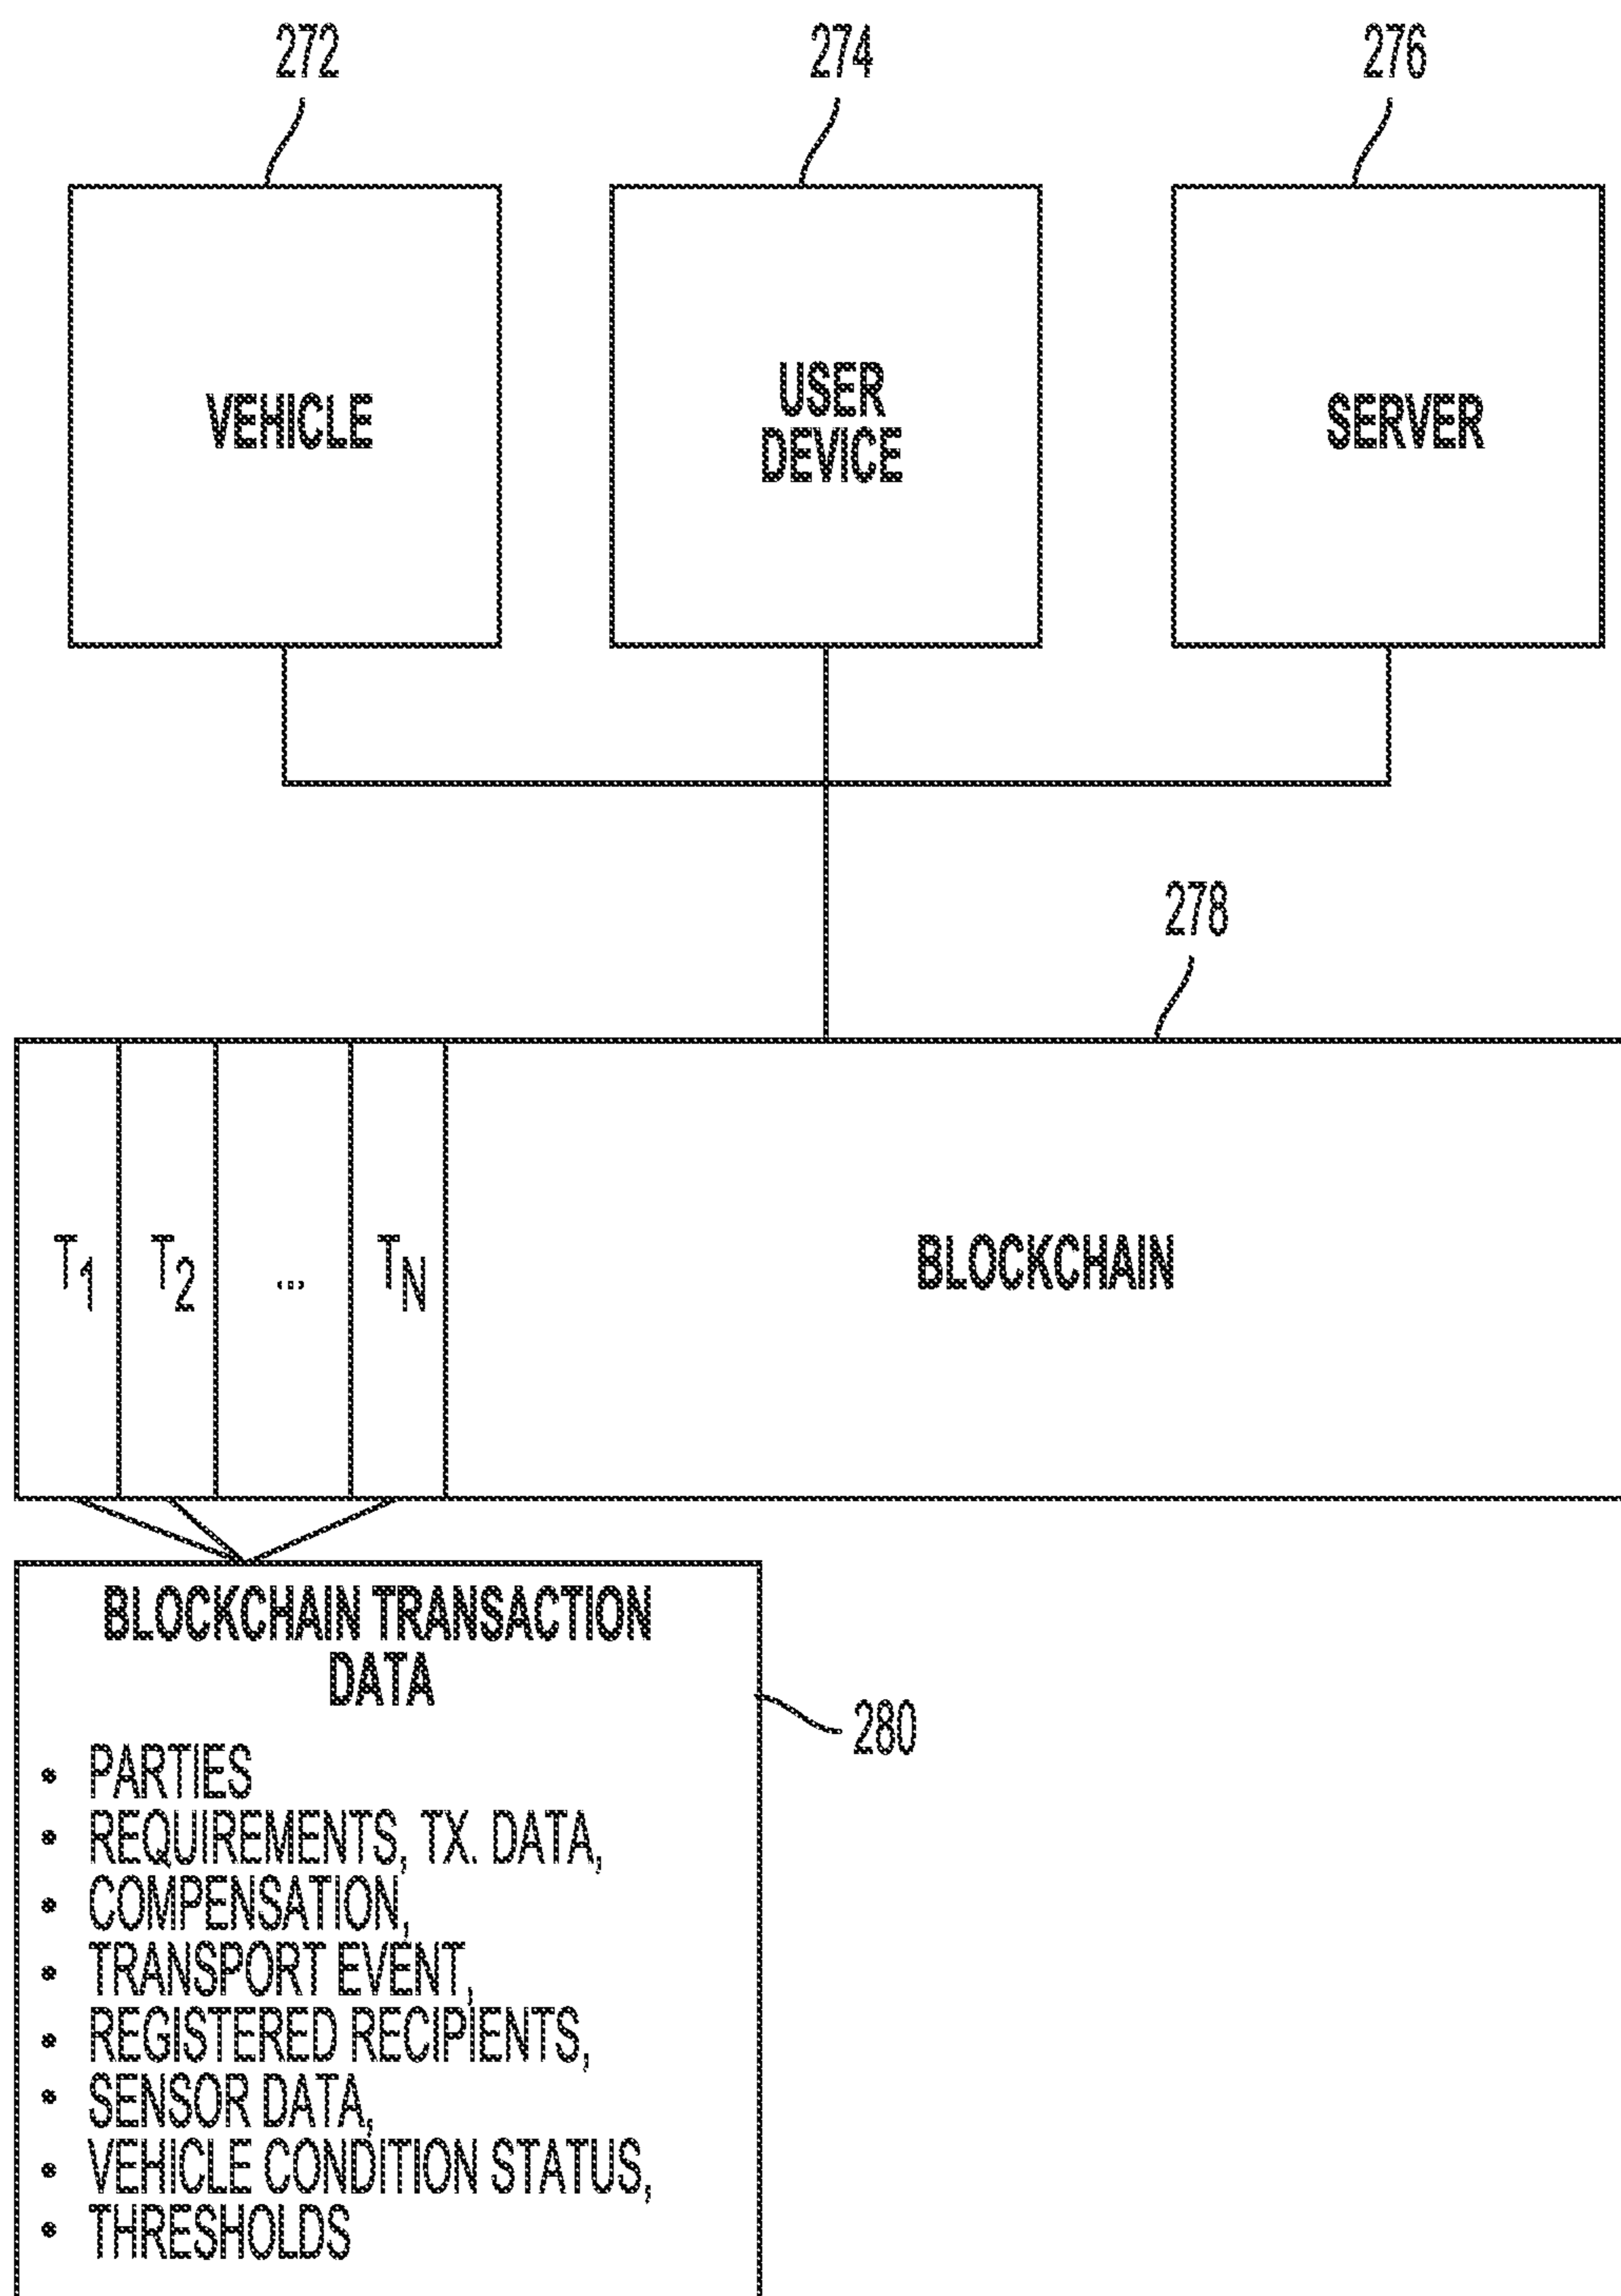 272
274
276
VEHICLE
USER
DEVICE
SERVER
278
T1
T2
...
TN
BLOCKCHAIN
BLOCKCHAIN TRANSACTION
DATA
280
• PARTIES
• REQUIREMENTS, TX. DATA,
• COMPENSATION,
• TRANSPORT EVENT,
• REGISTERED RECIPIENTS,
• SENSOR DATA,
• VEHICLE CONDITION STATUS,
• THRESHOLDS